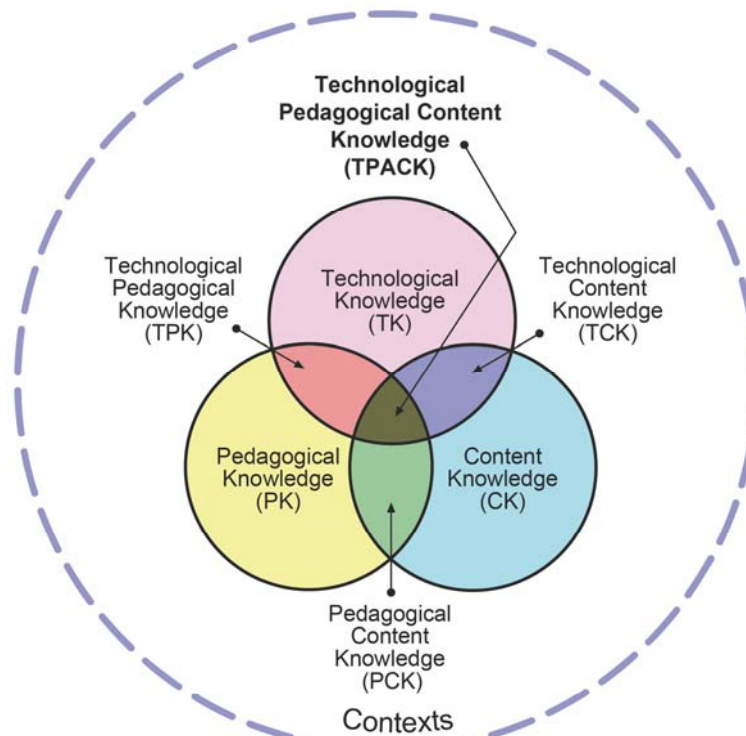 Technological
Pedagogical Content
Knowledge
(TPACK)
Technological
Pedagogical
Knowledge
(TPK)
Technological
Knowledge
(TK)
Technological
Content
Knowledge
(TCK)
Pedagogical
Knowledge
(PK)
Content
Knowledge
(CK)
Pedagogical
Content
Knowledge
(PCK)
Contexts